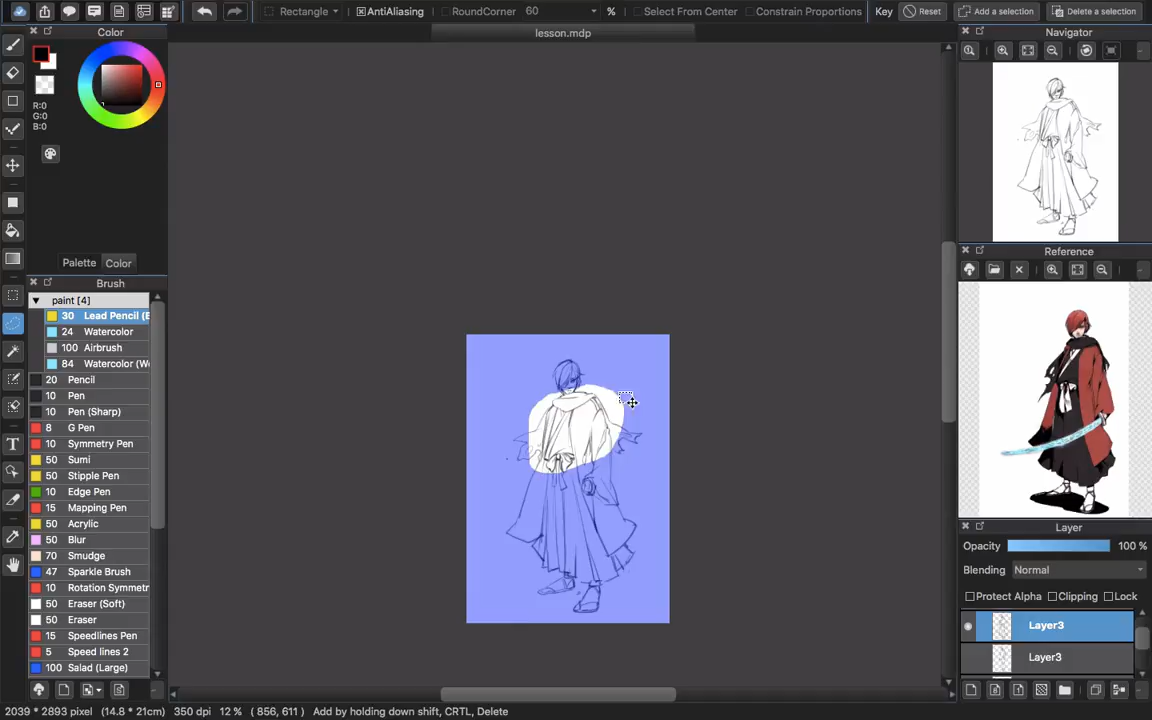 Rectangle AntiAliasing RoundCorner 60 % Select From Center Constrain Proportions Key Reset Add a selection Delete a selection
Color
lesson.mdp
Navigator
R:0
G:0
B:0
Palette Color
Brush
paint [4]
30 Lead Pencil (E
24 Watercolor
100 Airbrush
84 Watercolor (W
20 Pencil
10 Pen
10 Pen (Sharp)
8 G Pen
10 Symmetry Pen
50 Sumi
50 Stipple Pen
10 Edge Pen
15 Mapping Pen
50 Acrylic
50 Blur
70 Smudge
47 Sparkle Brush
10 Rotation Symmetr
50 Eraser (Soft)
50 Eraser
15 Speedlines Pen
5 Speed lines 2
100 Salad (Large)
Reference
Layer
Opacity 100 %
Blending Normal
Protect Alpha Clipping Lock
Layer3
Layer3
2039 * 2893 pixel (14.8 * 21cm) 350 dpi 12 % ( 856, 611 ) Add by holding down shift, CRTL, Delete